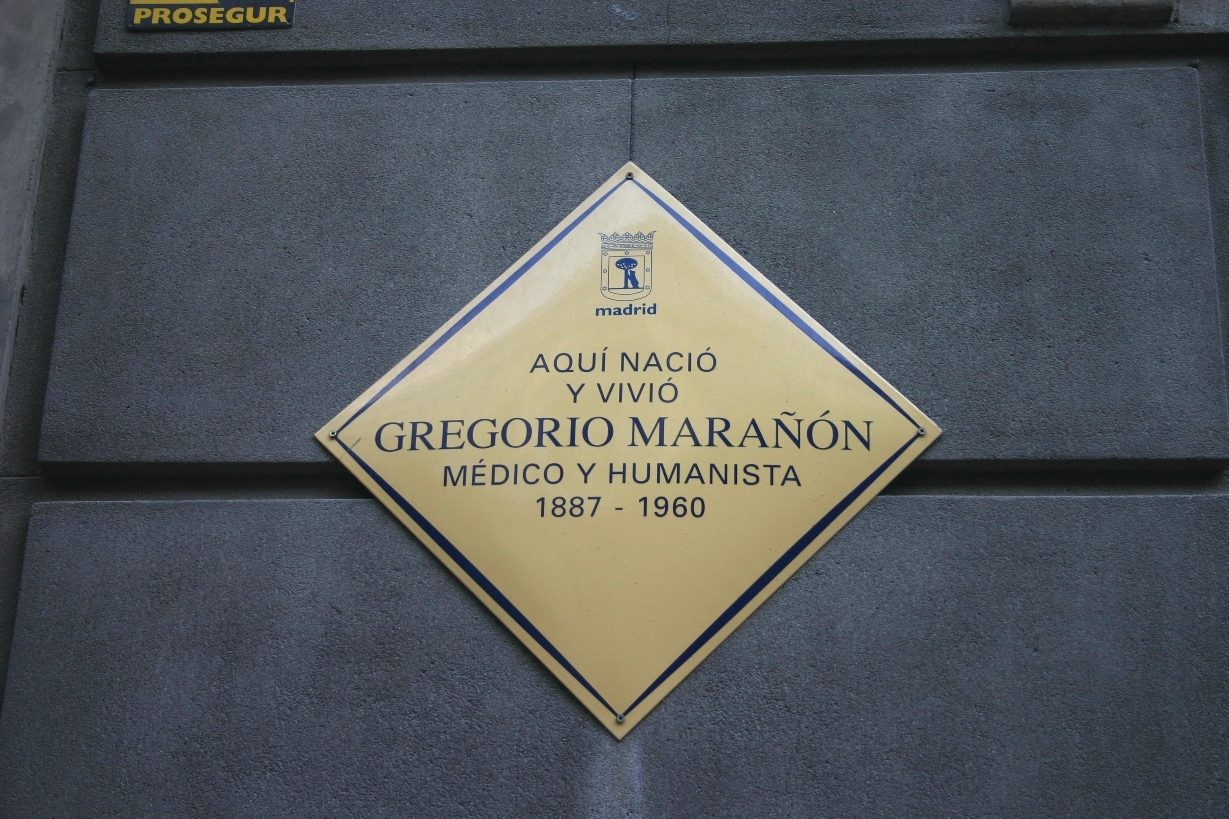 PROSEGUR
madrid
AQUÍ NACIÓ
Y VIVIÓ
GREGORIO MARAÑÓN
MÉDICO Y HUMANISTA
1887 - 1960